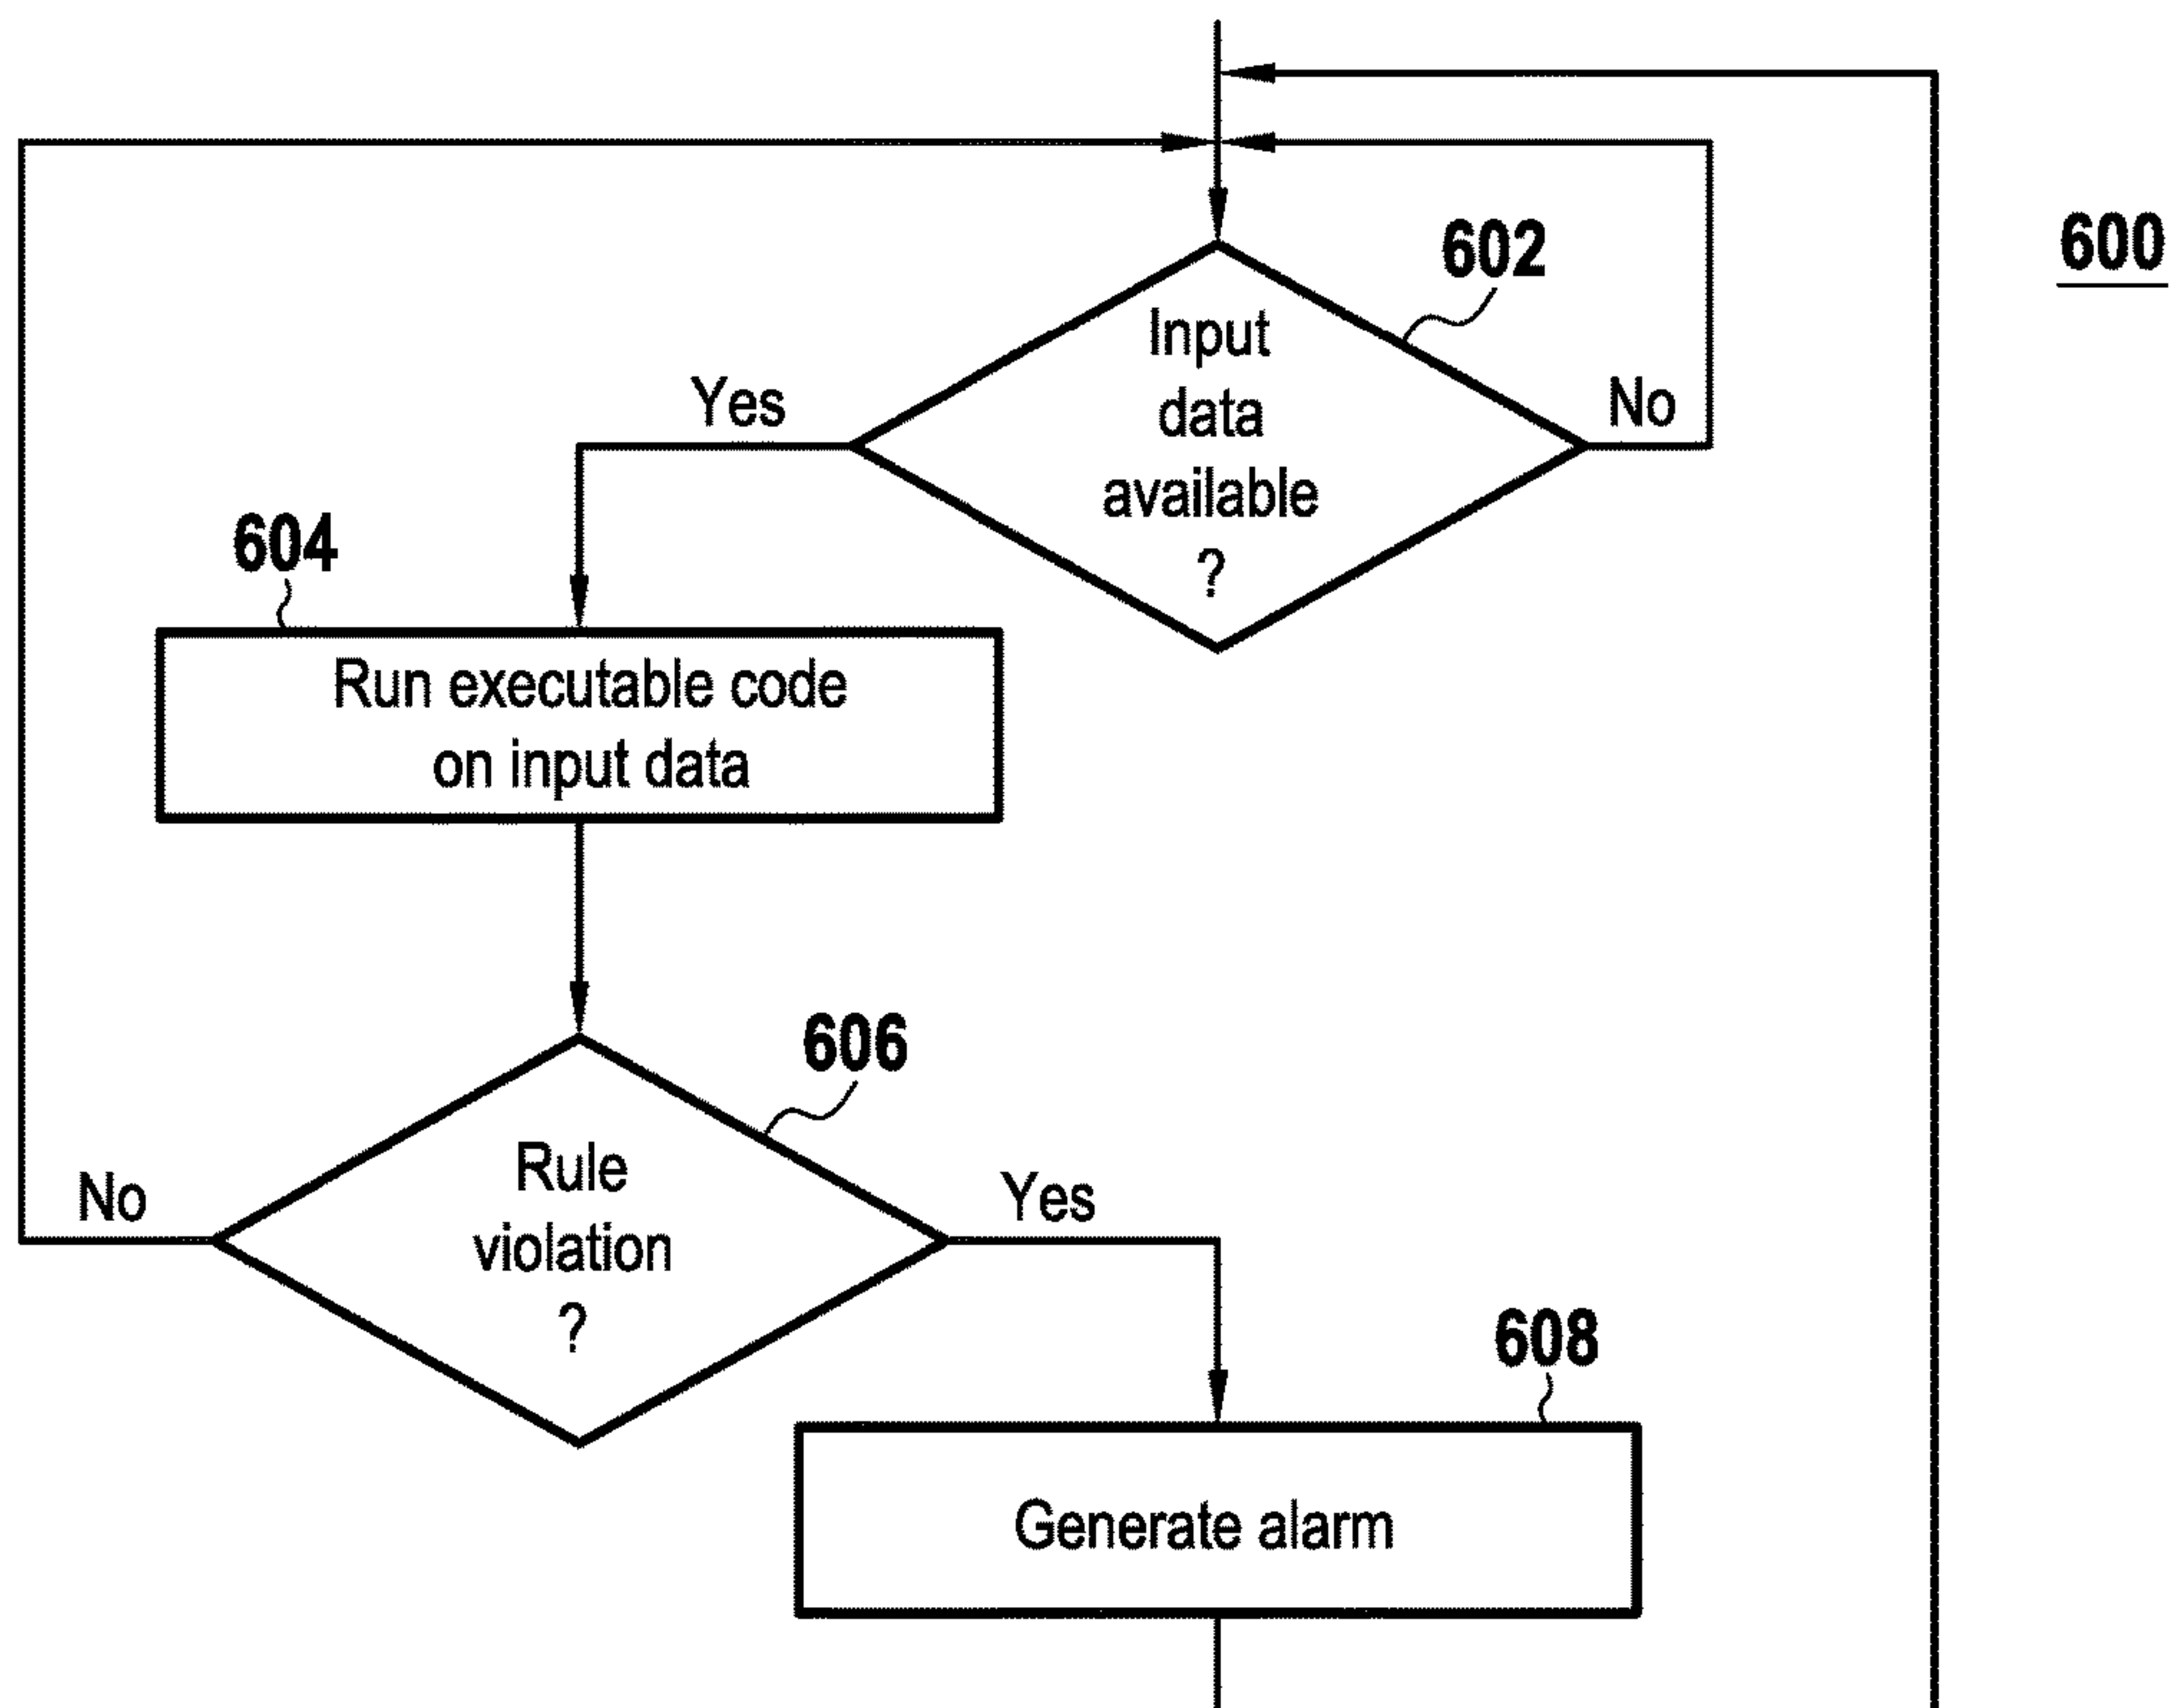 600
602
Input
data
available
?
Yes
No
604
Run executable code
on input data
606
Rule
violation
?
No
Yes
608
Generate alarm